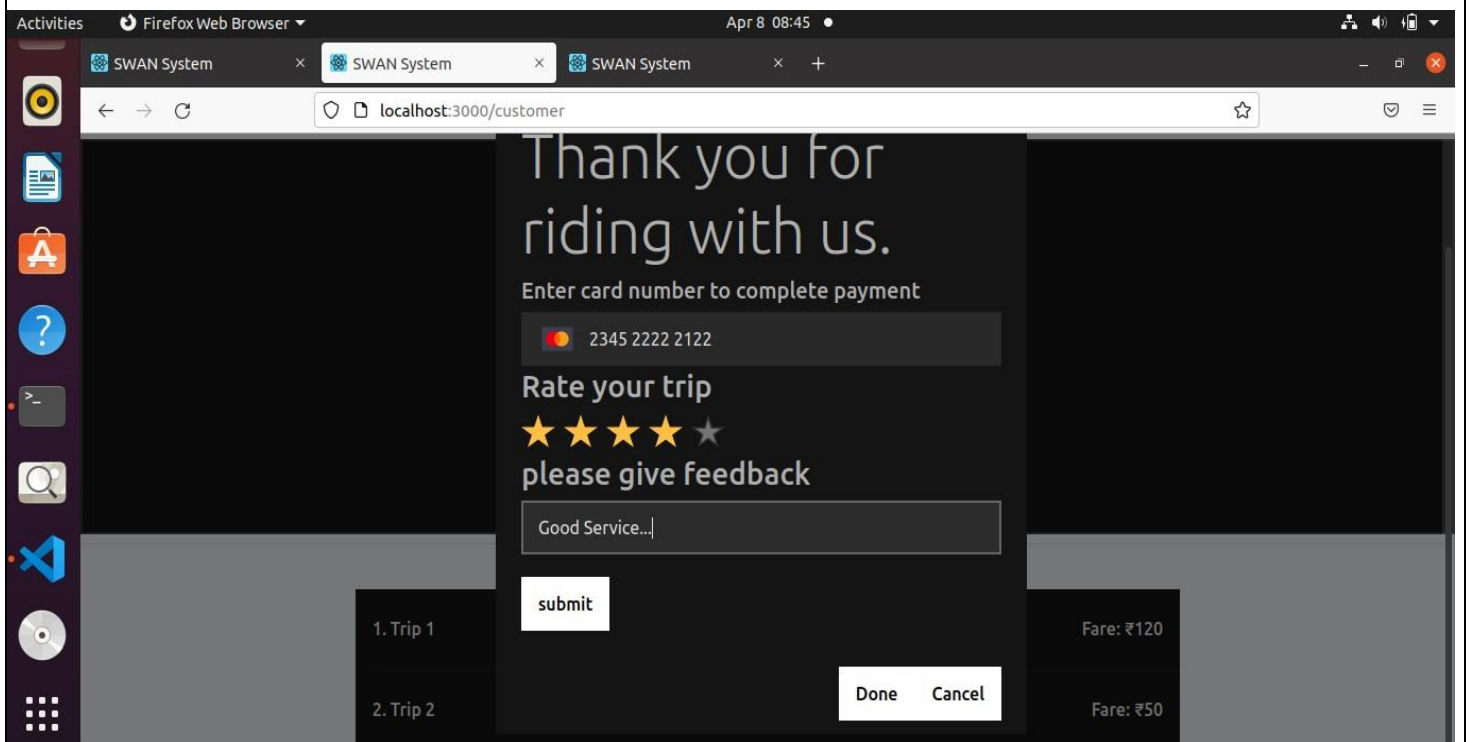 Activities Firefox Web Browser Apr 8 08:45
SWAN System SWAN System SWAN System
localhost:3000/customer
Thank you for
riding with us.
Enter card number to complete payment
2345 2222 2122
Rate your trip
please give feedback
Good Service...
submit
1. Trip 1 Fare: ₹120
Done Cancel
2. Trip 2 Fare: ₹50